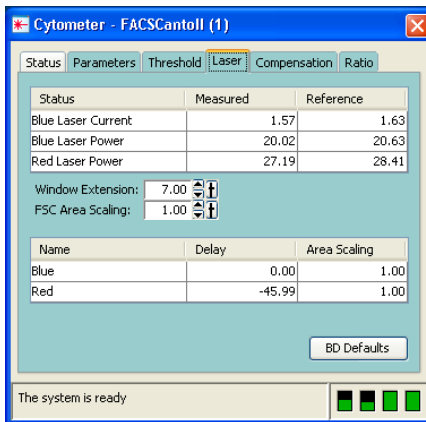 Cytometer - FACSCantoII (1)
Status Parameters Threshold Laser Compensation Ratio
Status Measured Reference
Blue Laser Current 1.57 1.63
Blue Laser Power 20.02 20.63
Red Laser Power 27.19 28.41
Window Extension: 7.00
FSC Area Scaling: 1.00
Name Delay Area Scaling
Blue 0.00 1.00
Red -45.99 1.00
BD Defaults
The system is ready